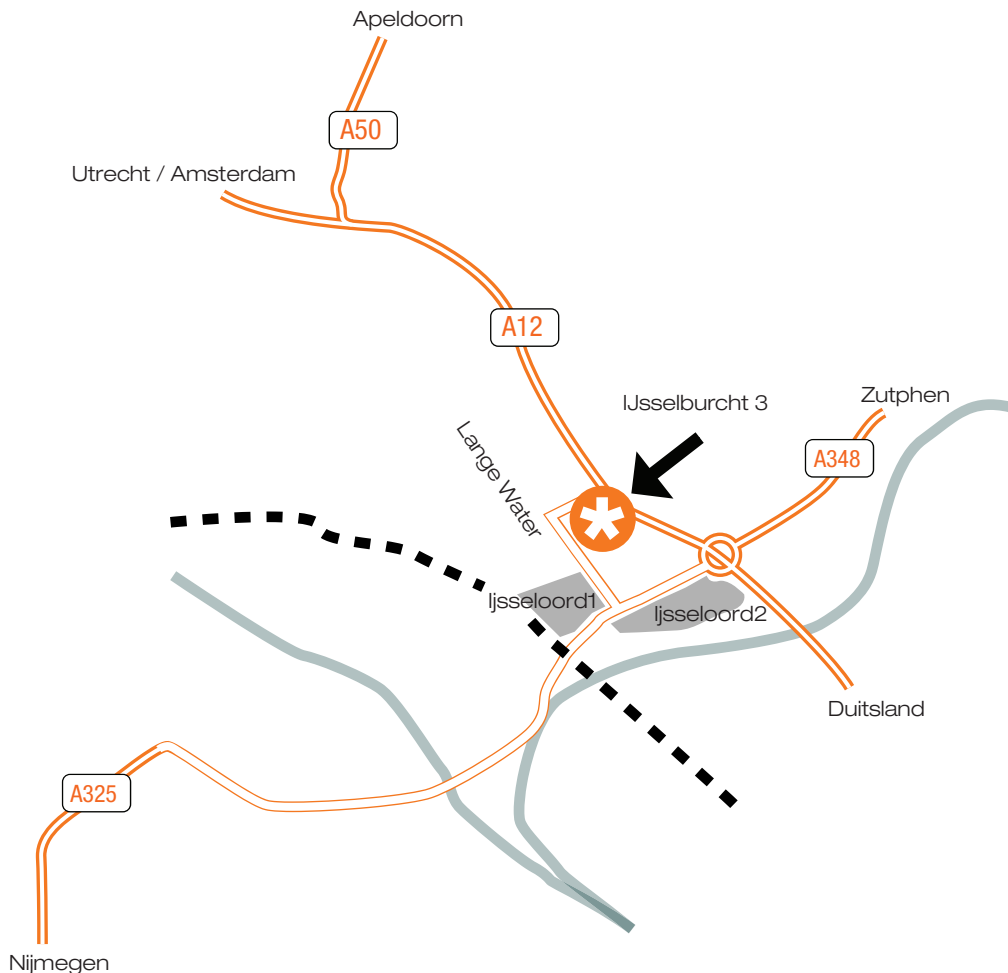 Apeldoorn
A50
Utrecht / Amsterdam
A12
IJsselburcht 3
Zutphen
Lange Water
A348
Ijsseloord1
Ijsseloord2
Duitsland
A325
Nijmegen